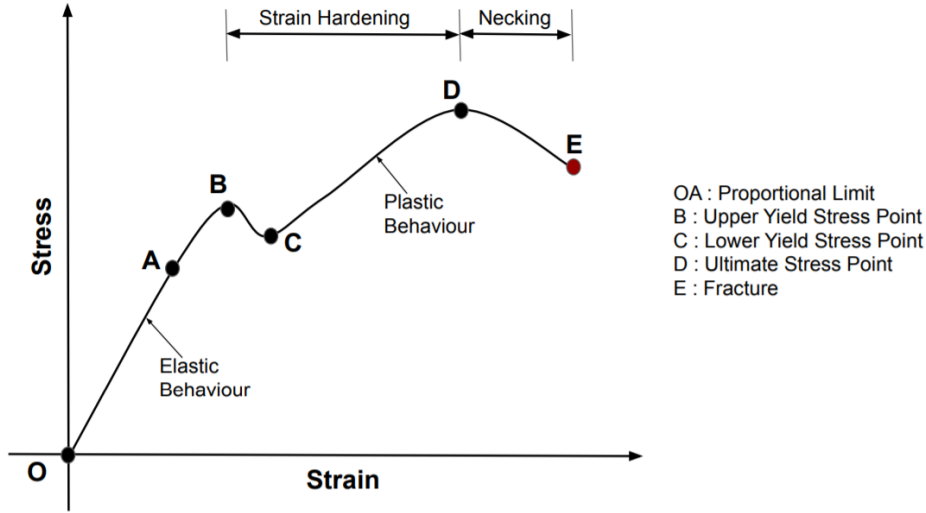 Strain Hardening
Necking
D
E
B
Plastic
Behaviour
C
A
Stress
Elastic
Behaviour
O
Strain
OA : Proportional Limit
B : Upper Yield Stress Point
C : Lower Yield Stress Point
D : Ultimate Stress Point
E : Fracture